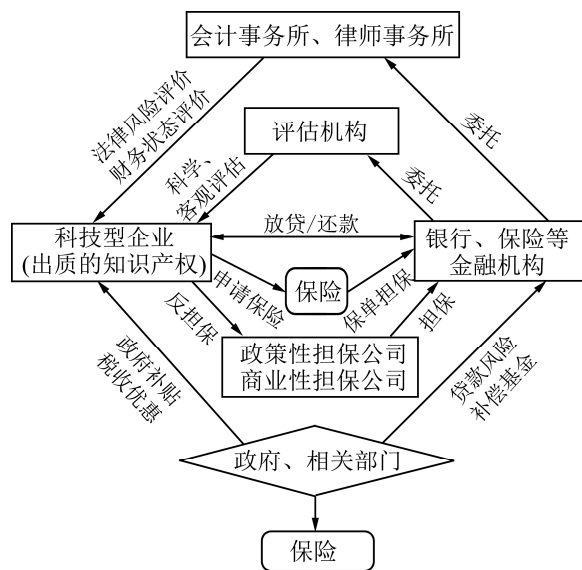 会计事务所、律师事务所
法律风险评价
财务状态评价
委托
评估机构
科学、
客观评估
委托
放贷/还款
科技型企业
(出质的知识产权)
银行、保险等
金融机构
申请保险
保险
保单担保
反担保
担保
政策性担保公司
商业性担保公司
政府补贴
税收优惠
贷款风险
补偿基金
政府、相关部门
保险